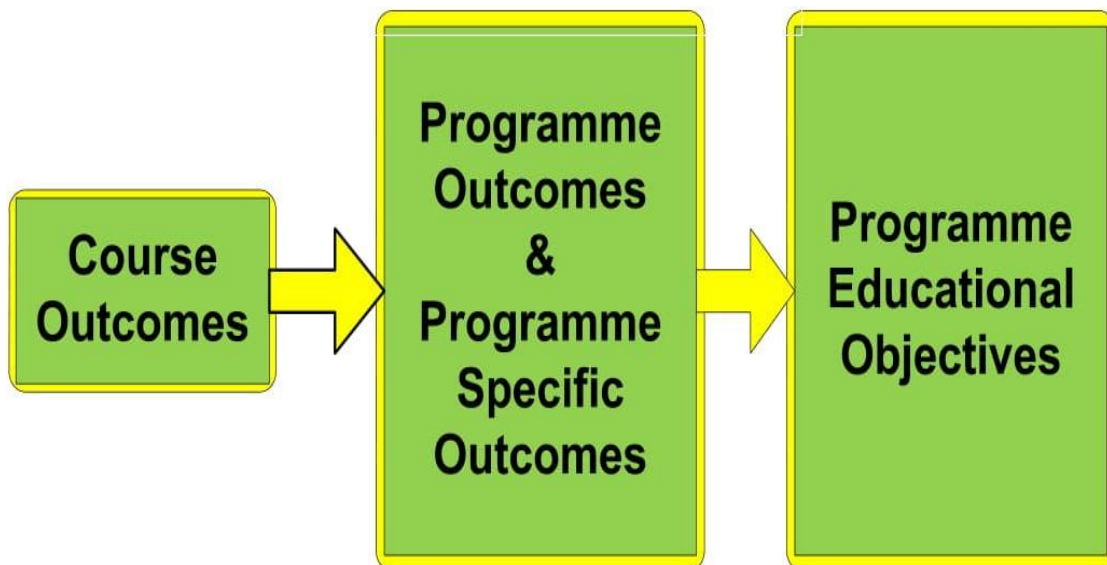 Course
Outcomes
Programme
Outcomes
&
Programme
Specific
Outcomes
Programme
Educational
Objectives